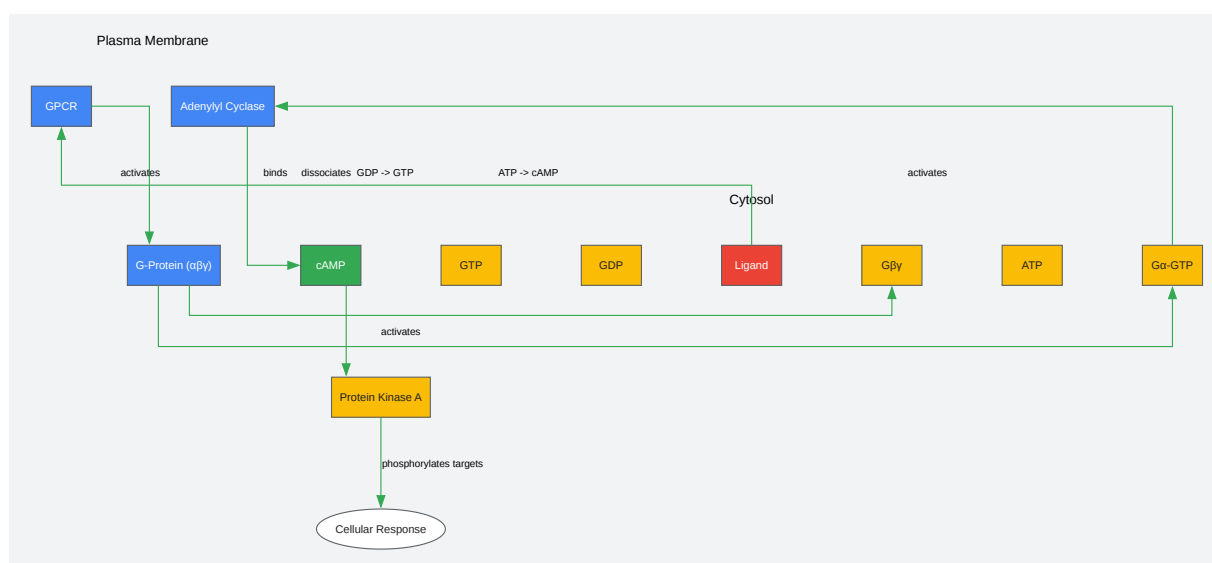 Plasma Membrane
GPCR
Adenylyl Cyclase
activates
binds
dissociates
GDP -> GTP
ATP -> cAMP
activates
Cytosol
G-Protein (αβγ)
cAMP
GTP
GDP
Ligand
Gβγ
ATP
Gα-GTP
activates
Protein Kinase A
phosphorylates targets
Cellular Response